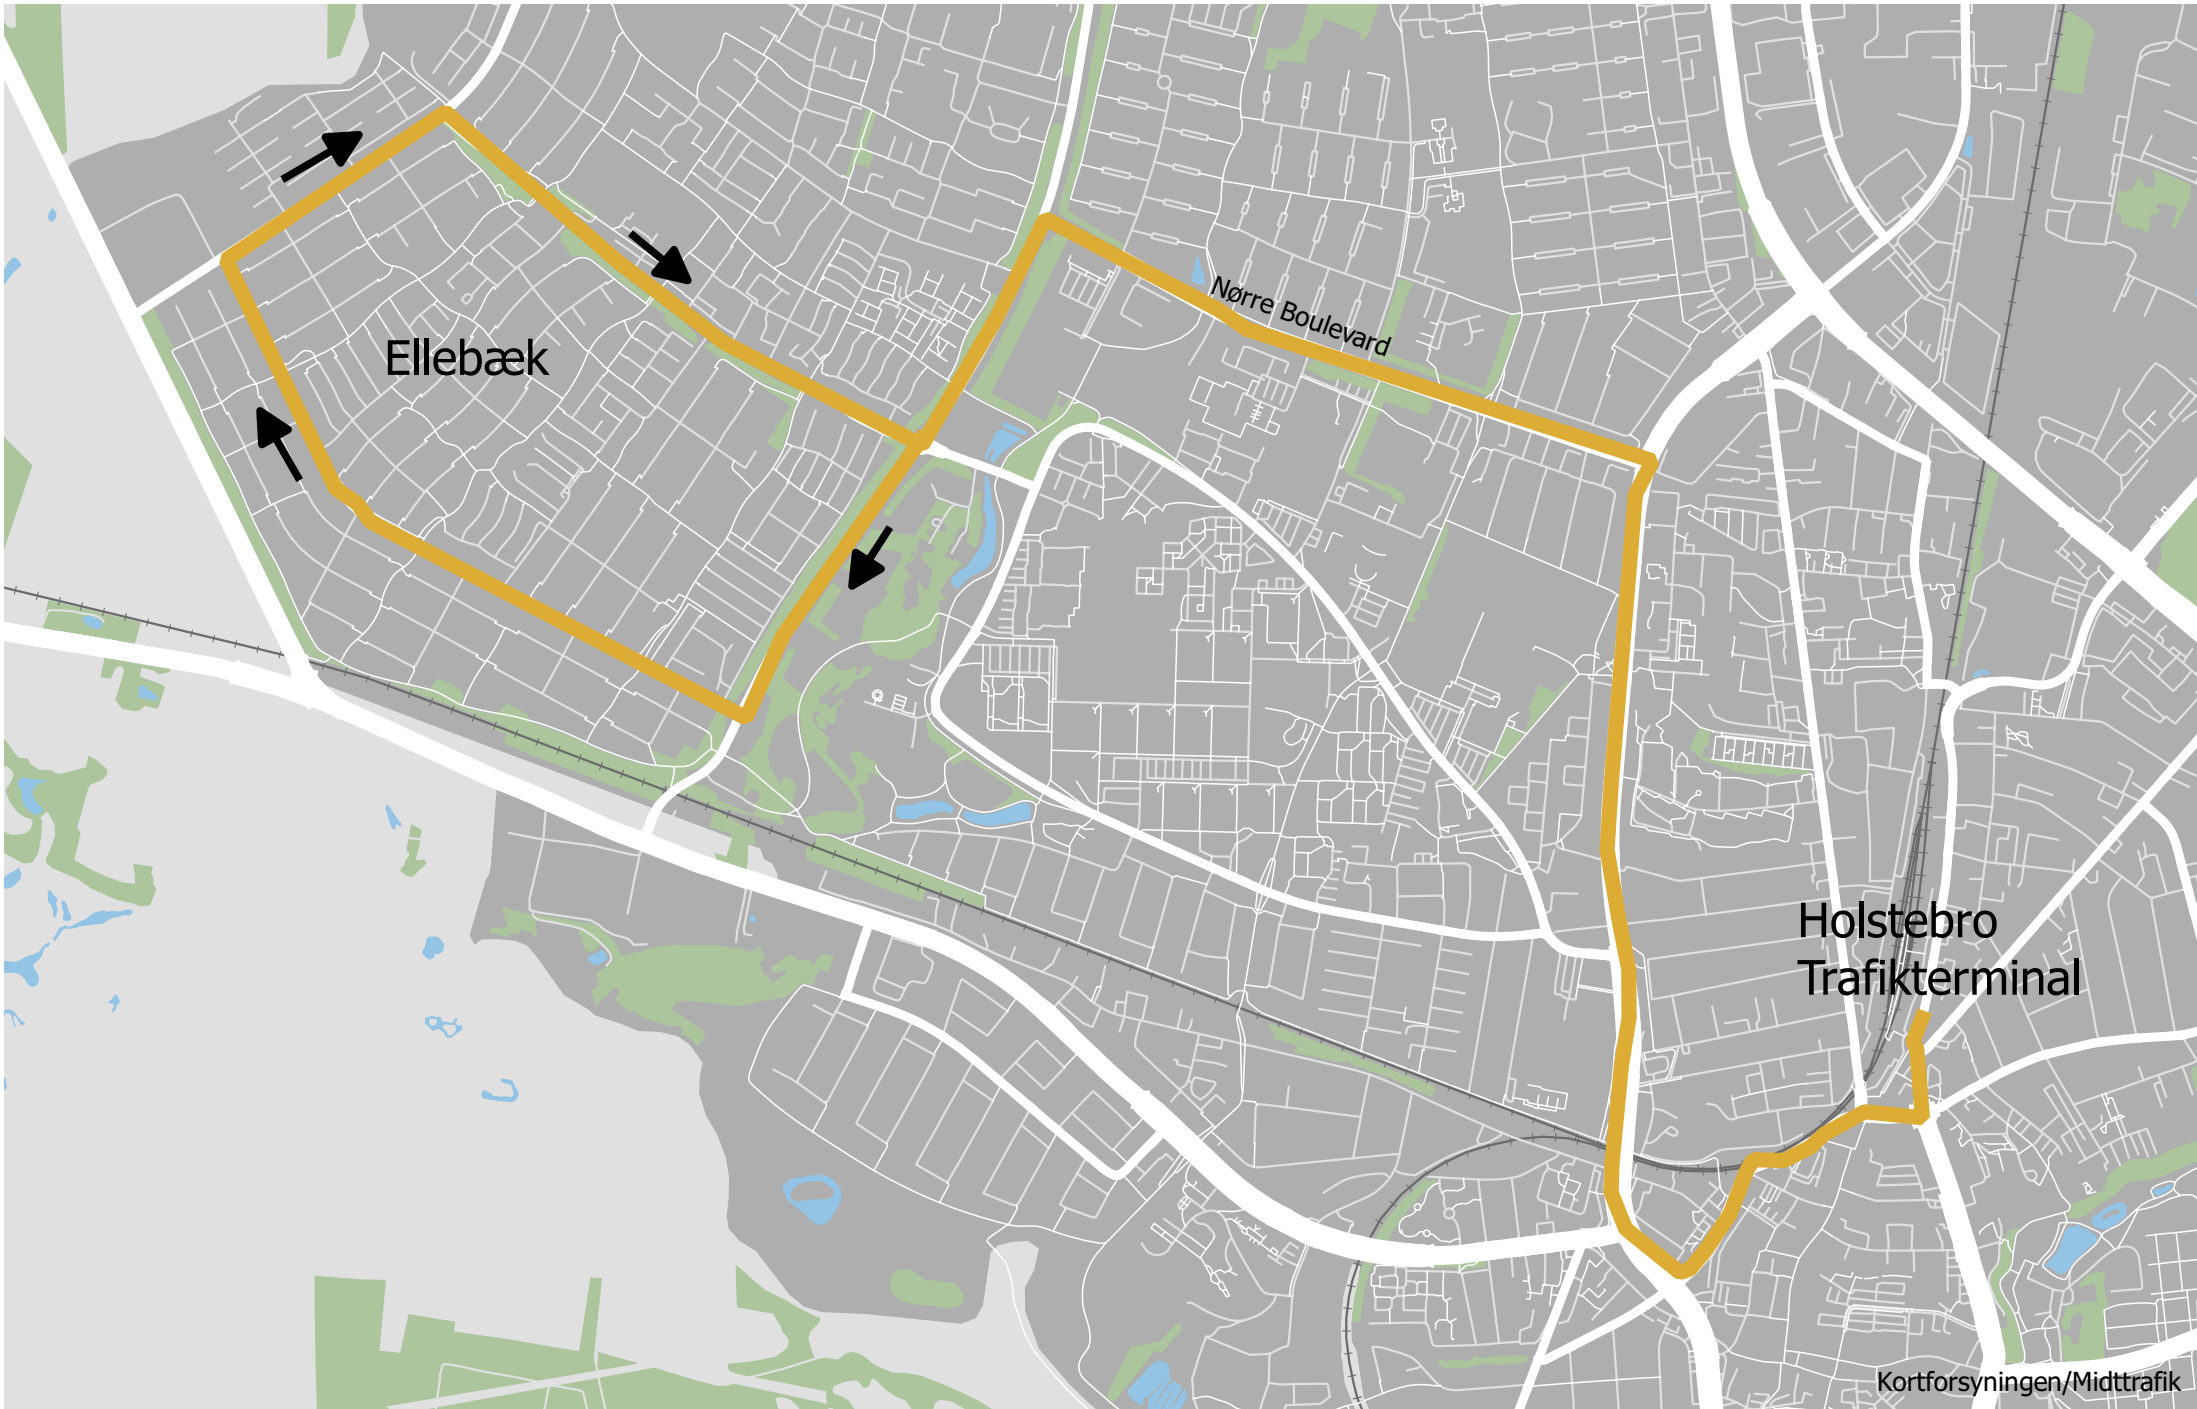 Nørre Boulevard
Ellebæk
Holstebro
Trafikterminal
Kortforsyningen/Midttrafik